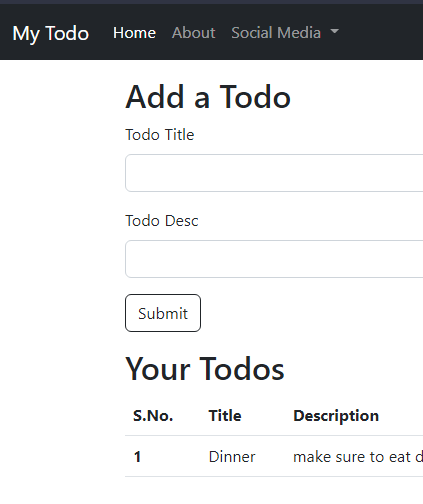 My Todo Home About Social Media
Add a Todo
Todo Title
Todo Desc
Submit
Your Todos
S.No. Title Description
1 Dinner make sure to eat d